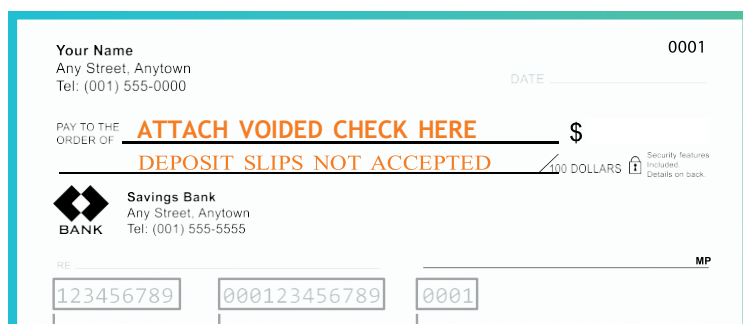 Your Name
0001
Any Street, Anytown
Tel: (001) 555-0000
DATE
PAY TO THE
ORDER OF
ATTACH VOIDED CHECK HERE
$
DEPOSIT SLIPS NOT ACCEPTED
/100 DOLLARS
Security features
Included.
Details on back.
BANK
Savings Bank
Any Street, Anytown
Tel: (001) 555-5555
RE
MP
123456789 000123456789 0001